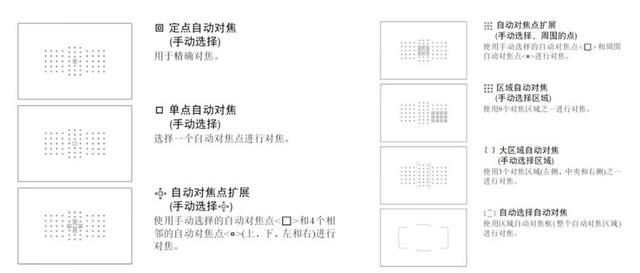 定点自动对焦
(手动选择)
用于精确对焦。
单点自动对焦
(手动选择)
选择一个自动对焦点进行对焦。
自动对焦点扩展
(手动选择)
使用手动选择的自动对焦点<□>和4个相
邻的自动对焦点<▫>(上、下、左和右)进行
对焦。
自动对焦点扩展
(手动选择，周围的点)
使用手动选择的自动对焦点<□>和周围
自动对焦点<▫>进行对焦。
区域自动对焦
(手动选择区域)
使用9个对焦区域之一进行对焦。
大区域自动对焦
(手动选择区域)
使用3个对焦区域(左侧、中央和右侧)之一
进行对焦。
自动选择自动对焦
使用区域自动对焦框(整个自动对焦区域)
进行对焦。